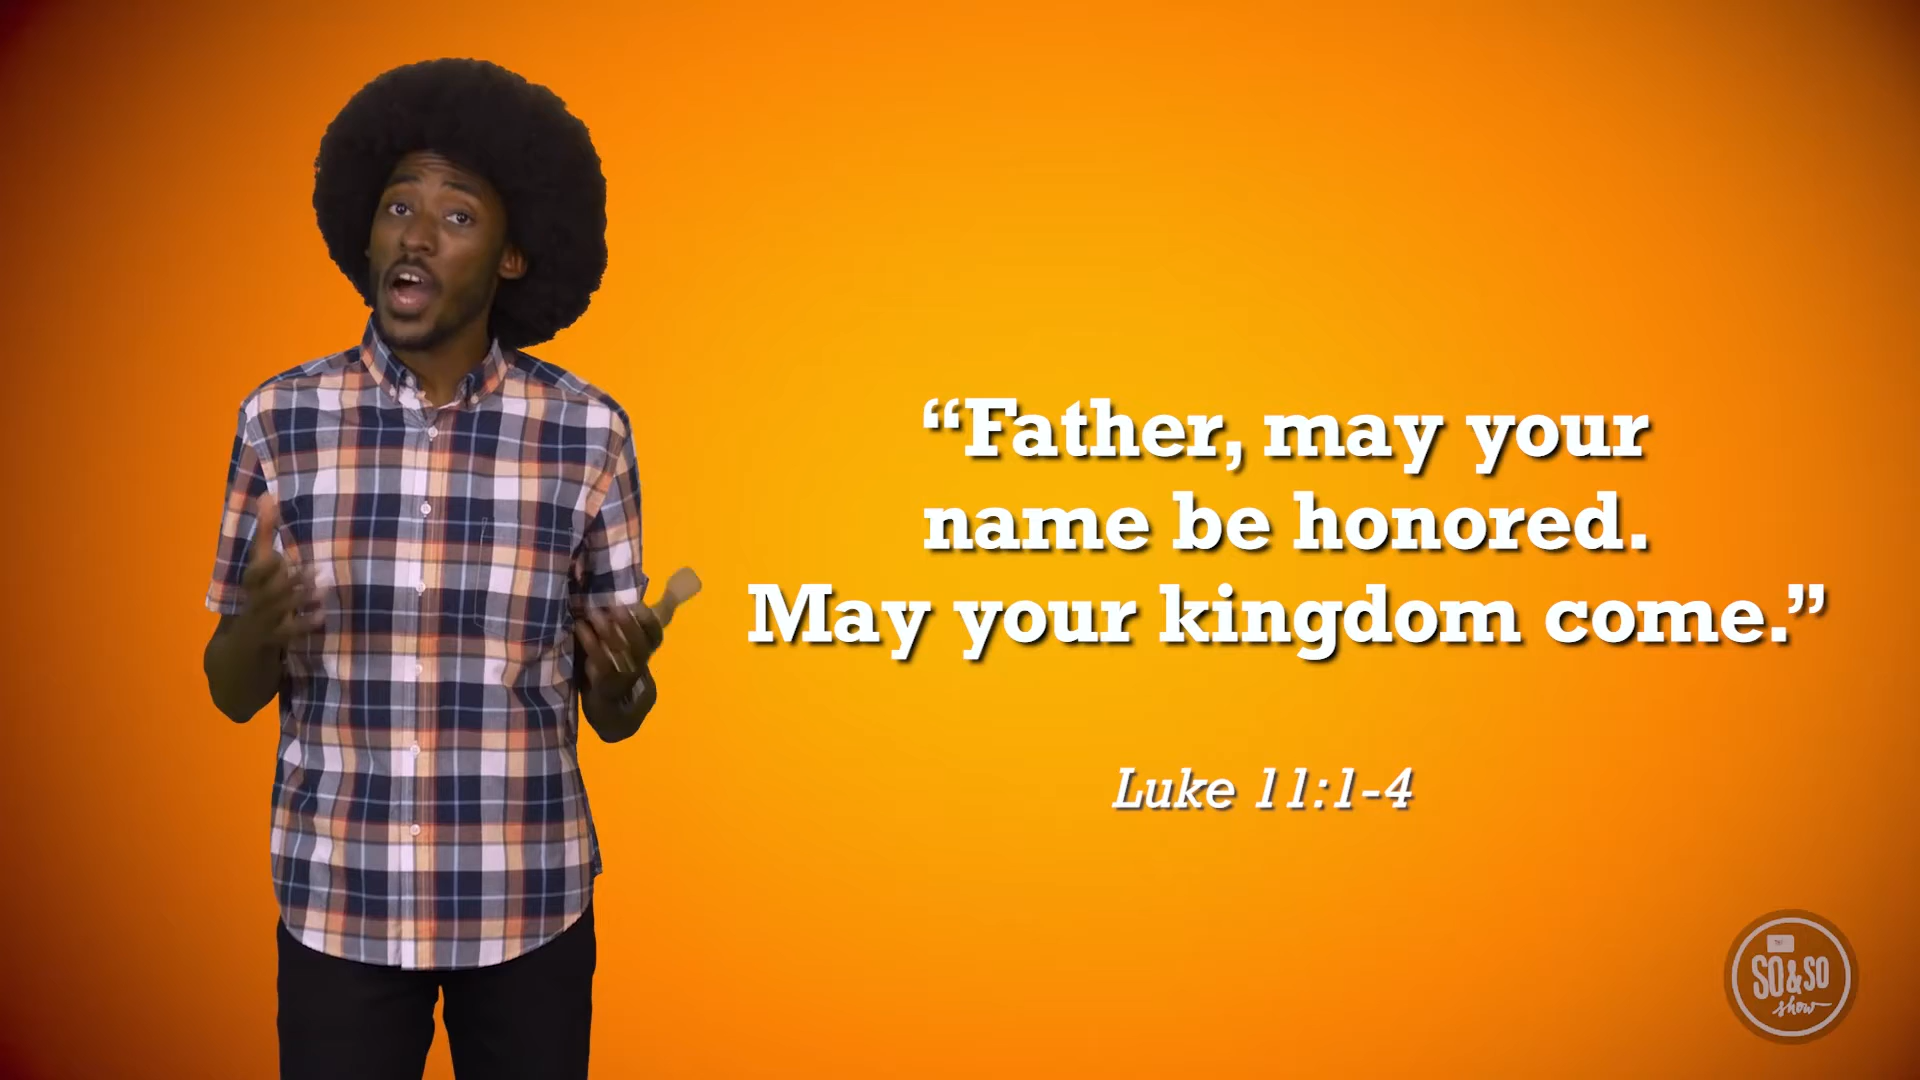 “Father, may your
name be honored.
May your kingdom come.”
Luke 11:1-4
SO&SO
show